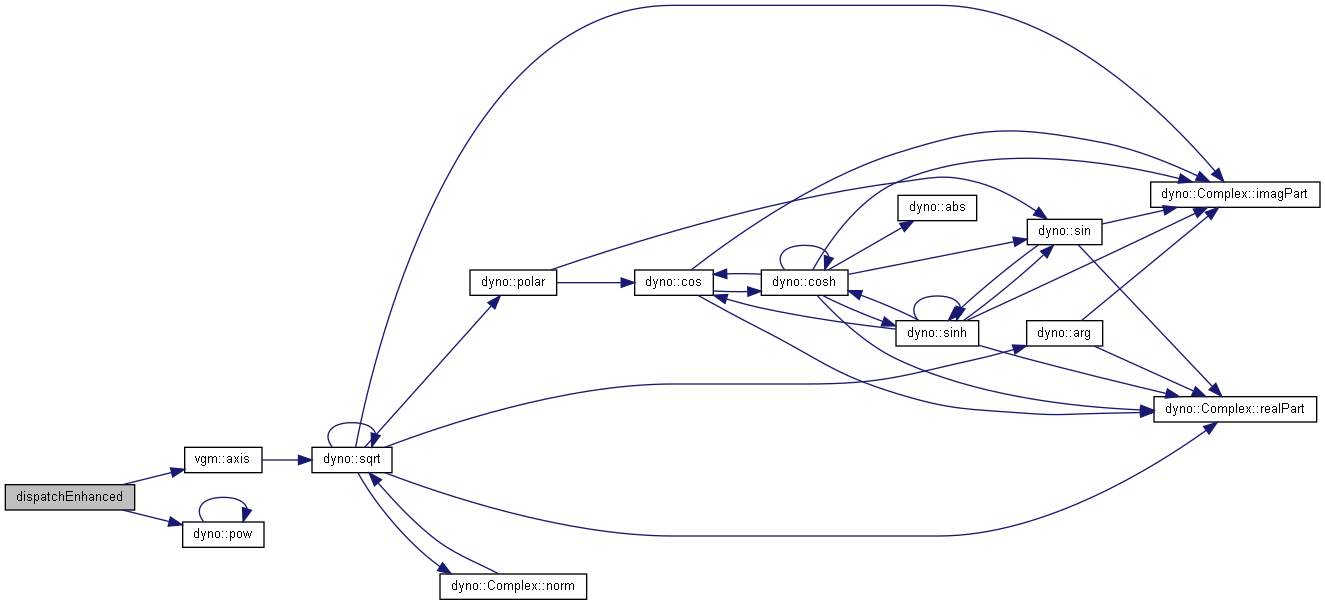 dyno::Complex::imagPart
dyno::abs
dyno::sin
dyno::polar
dyno::cos
dyno::cosh
dyno::sinh
dyno::arg
dyno::Complex::realPart
vgm::axis
dyno::sqrt
dispatchEnhanced
dyno::pow
dyno::Complex::norm